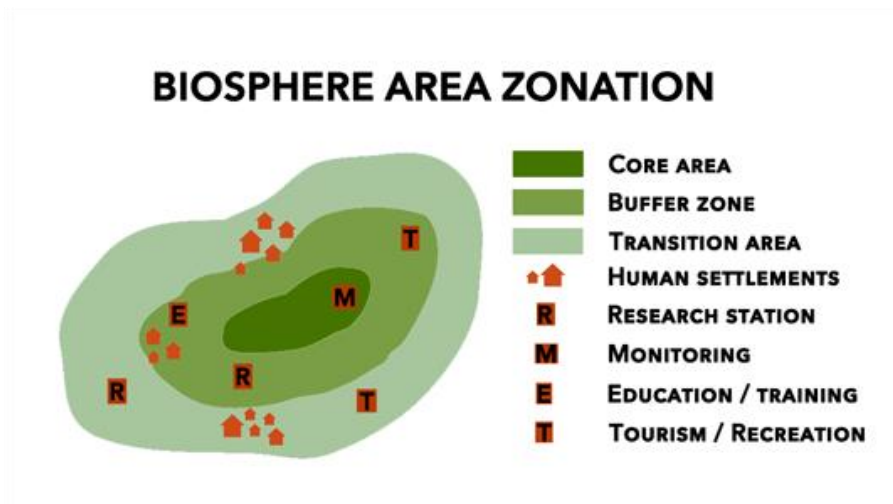 BIOSPHERE AREA ZONATION
CORE AREA
BUFFER ZONE
TRANSITION AREA
HUMAN SETTLEMENTS
R RESEARCH STATION
M MONITORING
E EDUCATION / TRAINING
T TOURISM / RECREATION
T
M
E
R
R
T